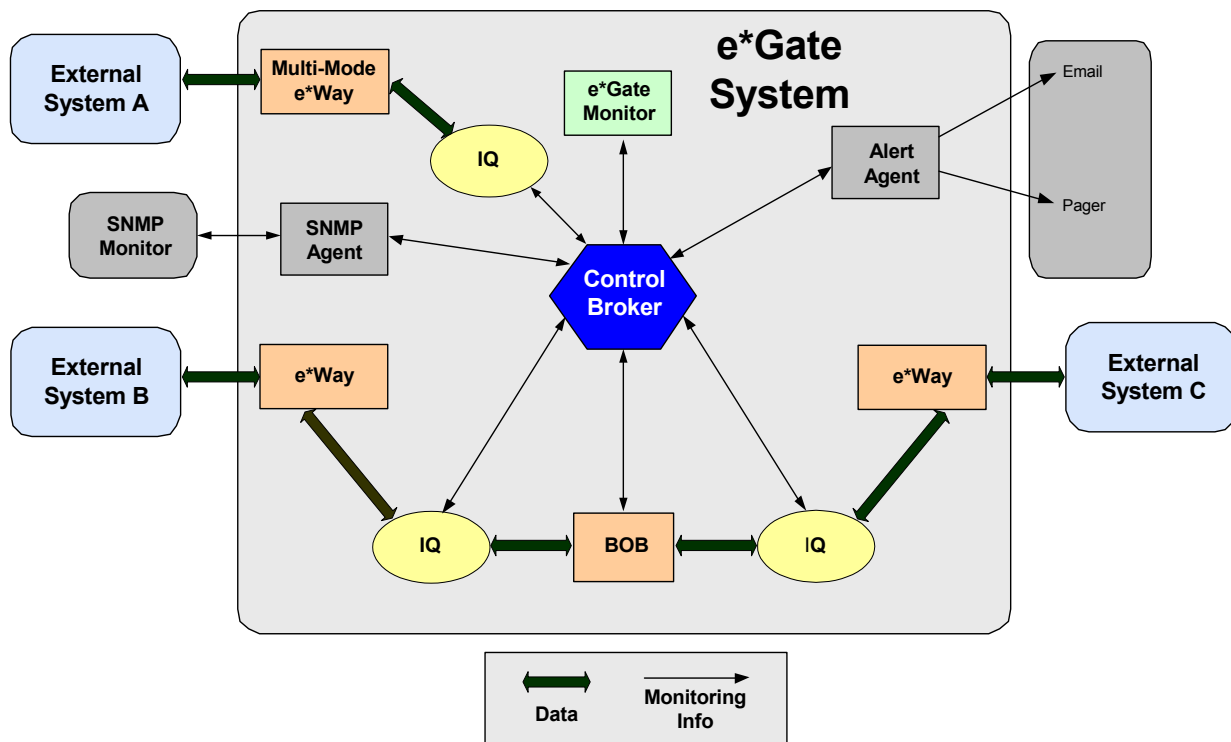 e*Gate
System
External
System A
Multi-Mode
e*Way
e*Gate
Monitor
Email
IQ
Alert
Agent
Pager
SNMP
Monitor
SNMP
Agent
Control
Broker
External
System B
e*Way
e*Way
External
System C
IQ
BOB
IQ
Data
Monitoring
Info